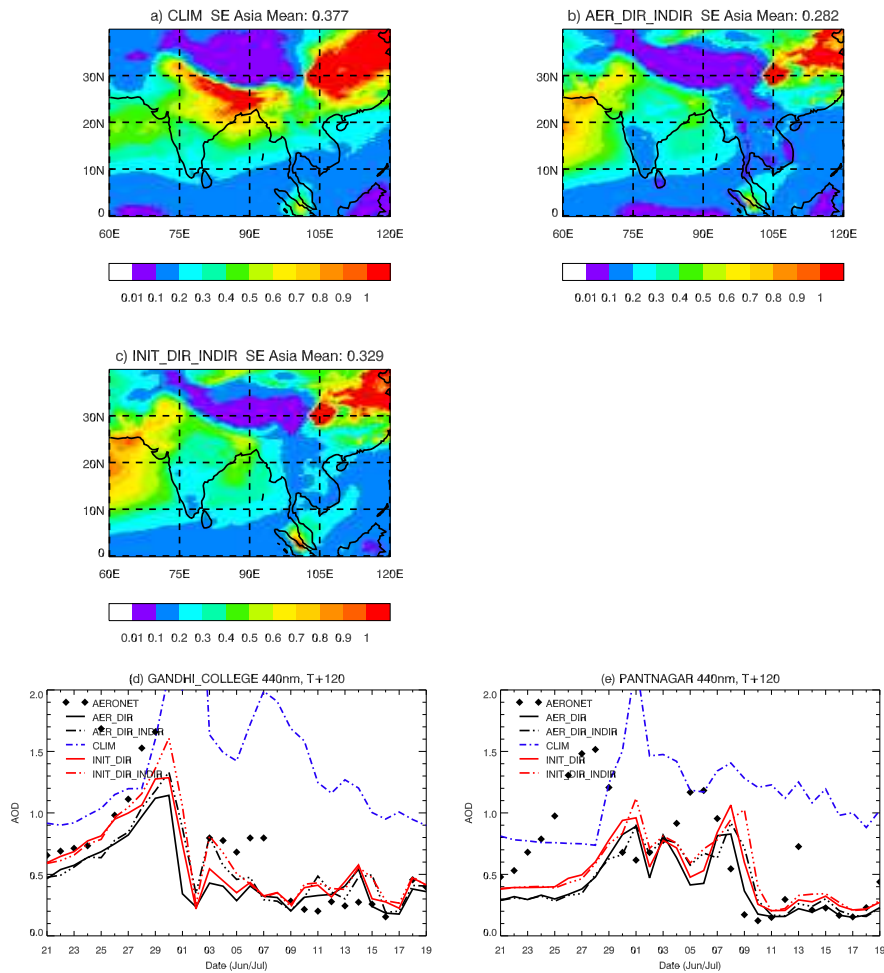 a) CLIM SE Asia Mean: 0.377
30N
20N
10N
0
60E 75E 90E 105E 120E
0.01 0.1 0.2 0.3 0.4 0.5 0.6 0.7 0.8 0.9 1
b) AER_DIR_INDIR SE Asia Mean: 0.282
30N
20N
10N
0
60E 75E 90E 105E 120E
0.01 0.1 0.2 0.3 0.4 0.5 0.6 0.7 0.8 0.9 1
c) INIT_DIR_INDIR SE Asia Mean: 0.329
30N
20N
10N
0
60E 75E 90E 105E 120E
0.01 0.1 0.2 0.3 0.4 0.5 0.6 0.7 0.8 0.9 1
(d) GANDHI_COLLEGE 440nm, T+120
2.0
1.5
1.0
0.5
0.0
AOD
AERONET
AER_DIR
AER_DIR_INDIR
CLIM
INIT_DIR
INIT_DIR_INDIR
21 23 25 27 29 01 03 05 07 09 11 13 15 17 19
Date (Jun/Jul)
(e) PANTNAGAR 440nm, T+120
2.0
1.5
1.0
0.5
0.0
AOD
AERONET
AER_DIR
AER_DIR_INDIR
CLIM
INIT_DIR
INIT_DIR_INDIR
21 23 25 27 29 01 03 05 07 09 11 13 15 17 19
Date (Jun/Jul)